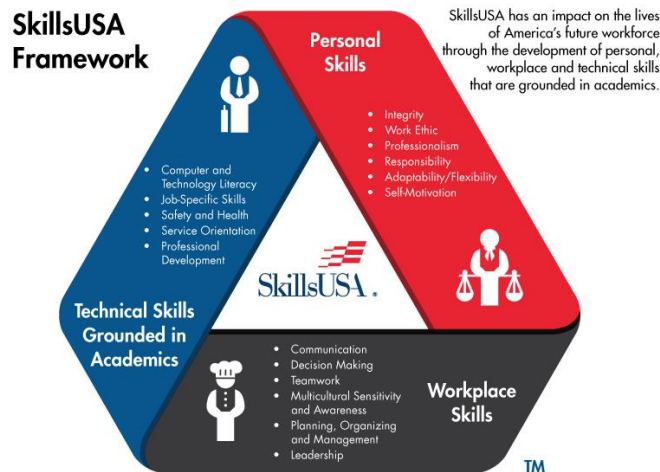 SkillsUSA
Framework
SkillsUSA has an impact on the lives
of America's future workforce
through the development of personal,
workplace and technical skills
that are grounded in academics.
Personal
Skills
• Integrity
• Work Ethic
• Professionalism
• Responsibility
• Adaptability/Flexibility
• Self-Motivation
• Computer and
Technology Literacy
• Job-Specific Skills
• Safety and Health
• Service Orientation
• Professional
Development
SkillsUSA®
Technical Skills
Grounded in
Academics
• Communication
• Decision Making
• Teamwork
• Multicultural Sensitivity
and Awareness
• Planning, Organizing
and Management
• Leadership
Workplace
Skills
TM